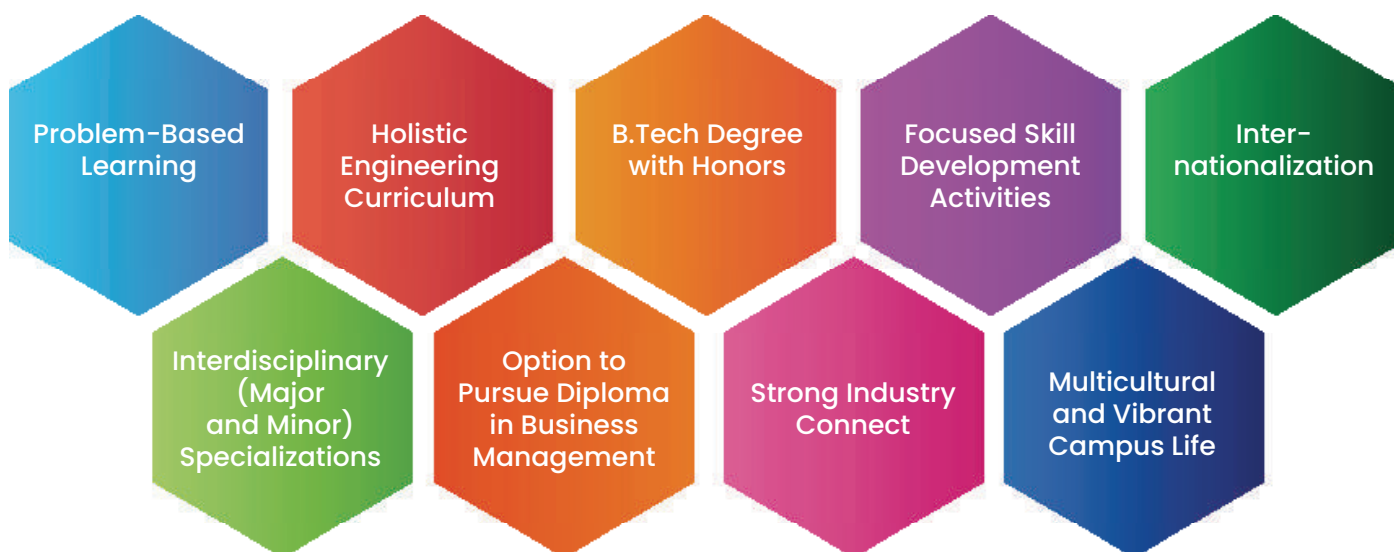 Problem-Based
Learning
Holistic
Engineering
Curriculum
B.Tech Degree
with Honors
Focused Skill
Development
Activities
Inter-
nationalization
Interdisciplinary
(Major
and Minor)
Specializations
Option to
Pursue Diploma
in Business
Management
Strong Industry
Connect
Multicultural
and Vibrant
Campus Life